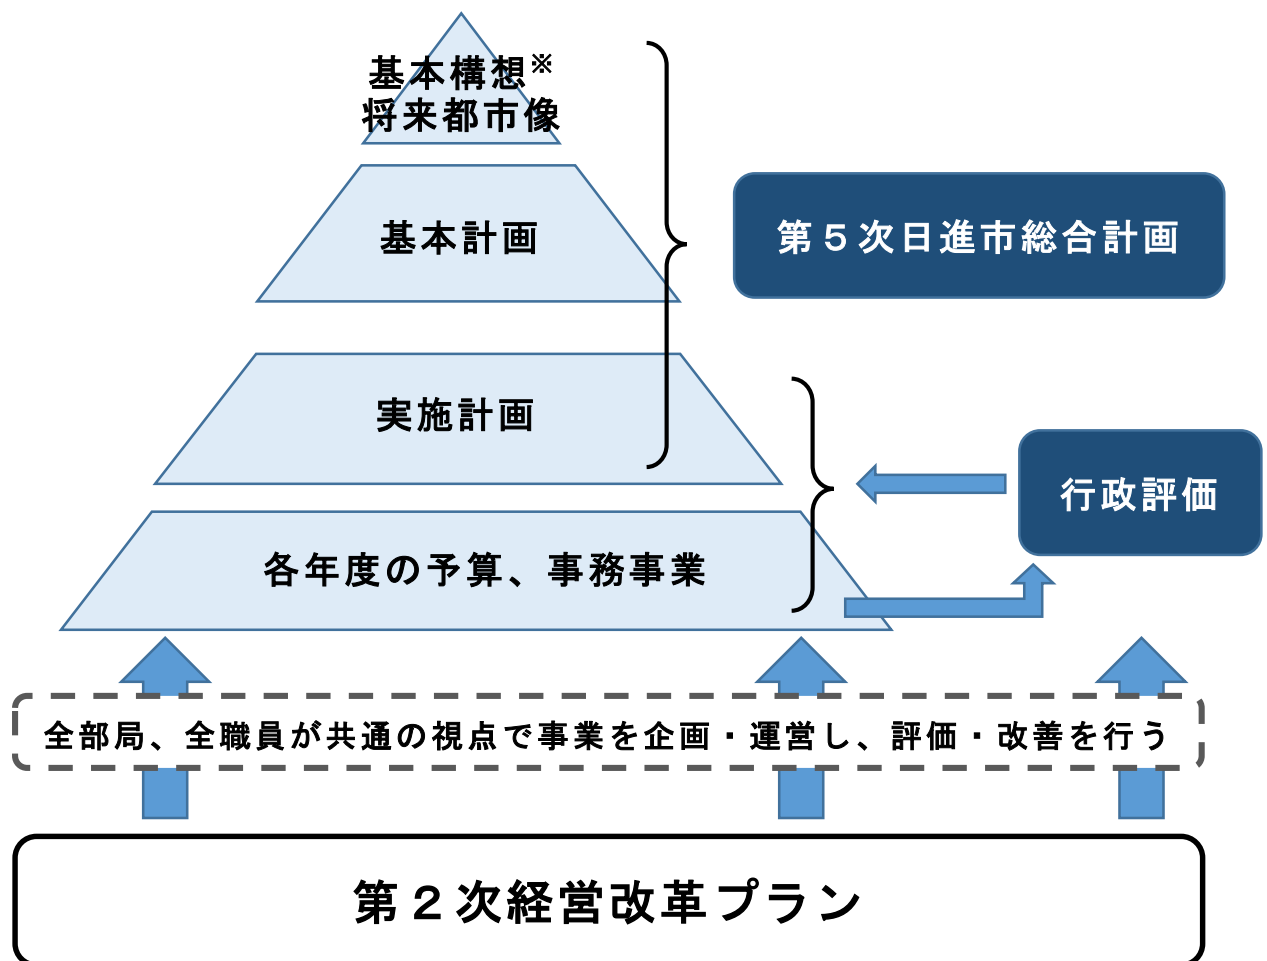 基本構想※
将来都市像
基本計画
第５次日進市総合計画
実施計画
行政評価
各年度の予算、事務事業
全部局、全職員が共通の視点で事業を企画・運営し、評価・改善を行う
第２次経営改革プラン